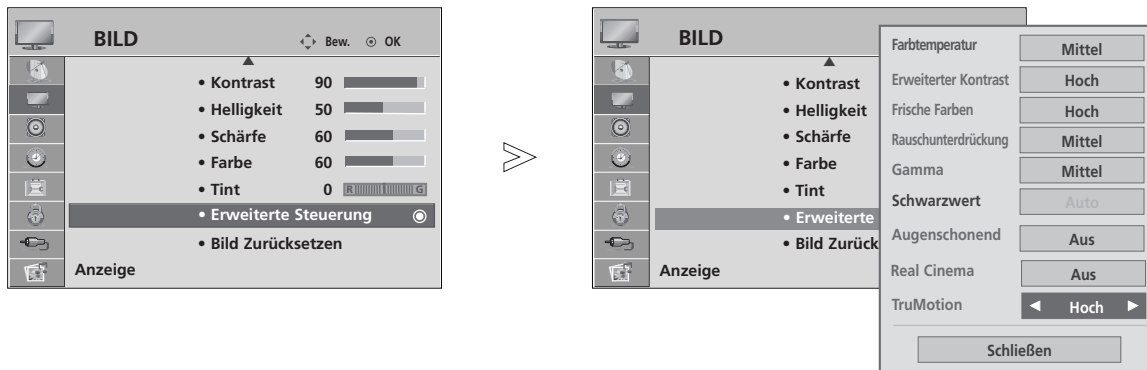 BILD
Bew. OK
• Kontrast 90
• Helligkeit 50
• Schärfe 60
• Farbe 60
• Tint 0 R G
• Erweiterte Steuerung
• Bild Zurücksetzen
Anzeige
BILD
• Kontrast
• Helligkeit
• Schärfe
• Farbe
• Tint
• Erweiterte
• Bild Zurück
Anzeige
Farbtemperatur Mittel
Erweiterter Kontrast Hoch
Frische Farben Hoch
Rauschunterdrückung Mittel
Gamma Mittel
Schwarzwert Auto
Augenschonend Aus
Real Cinema Aus
TruMotion ◀ Hoch ▶
Schließen